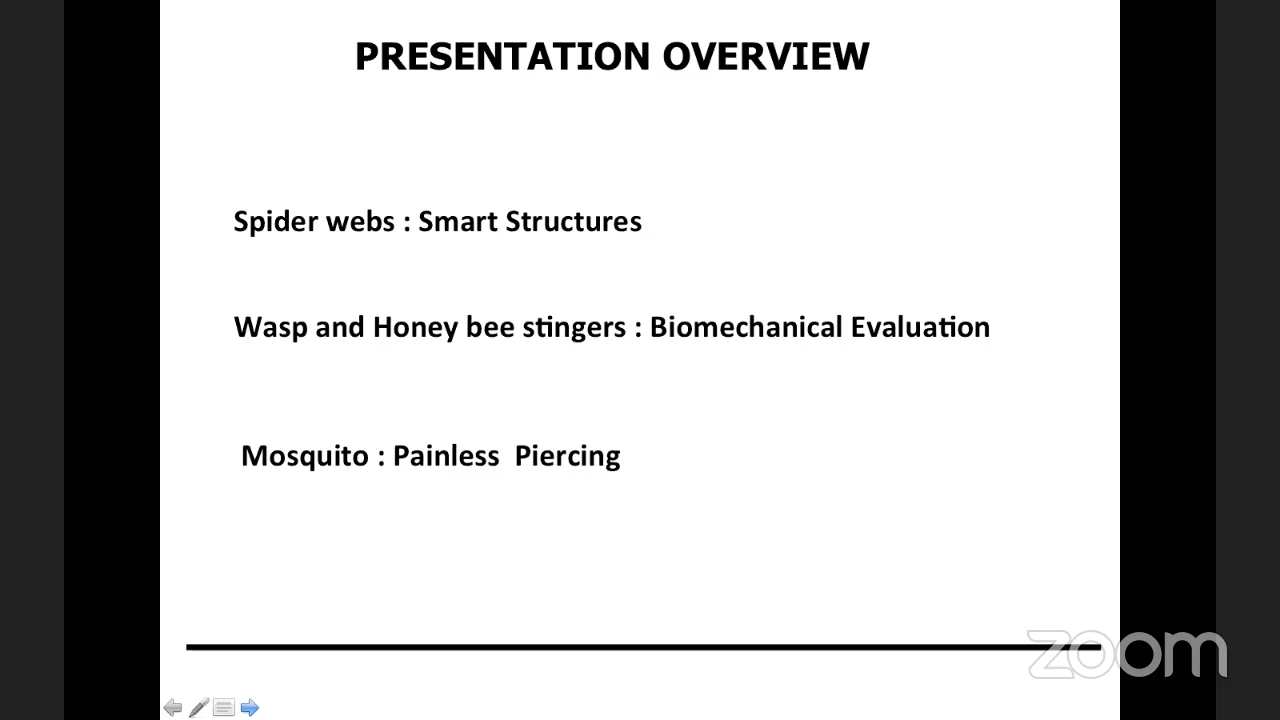 PRESENTATION OVERVIEW
Spider webs : Smart Structures
Wasp and Honey bee stingers : Biomechanical Evaluation
Mosquito : Painless  Piercing
zoom